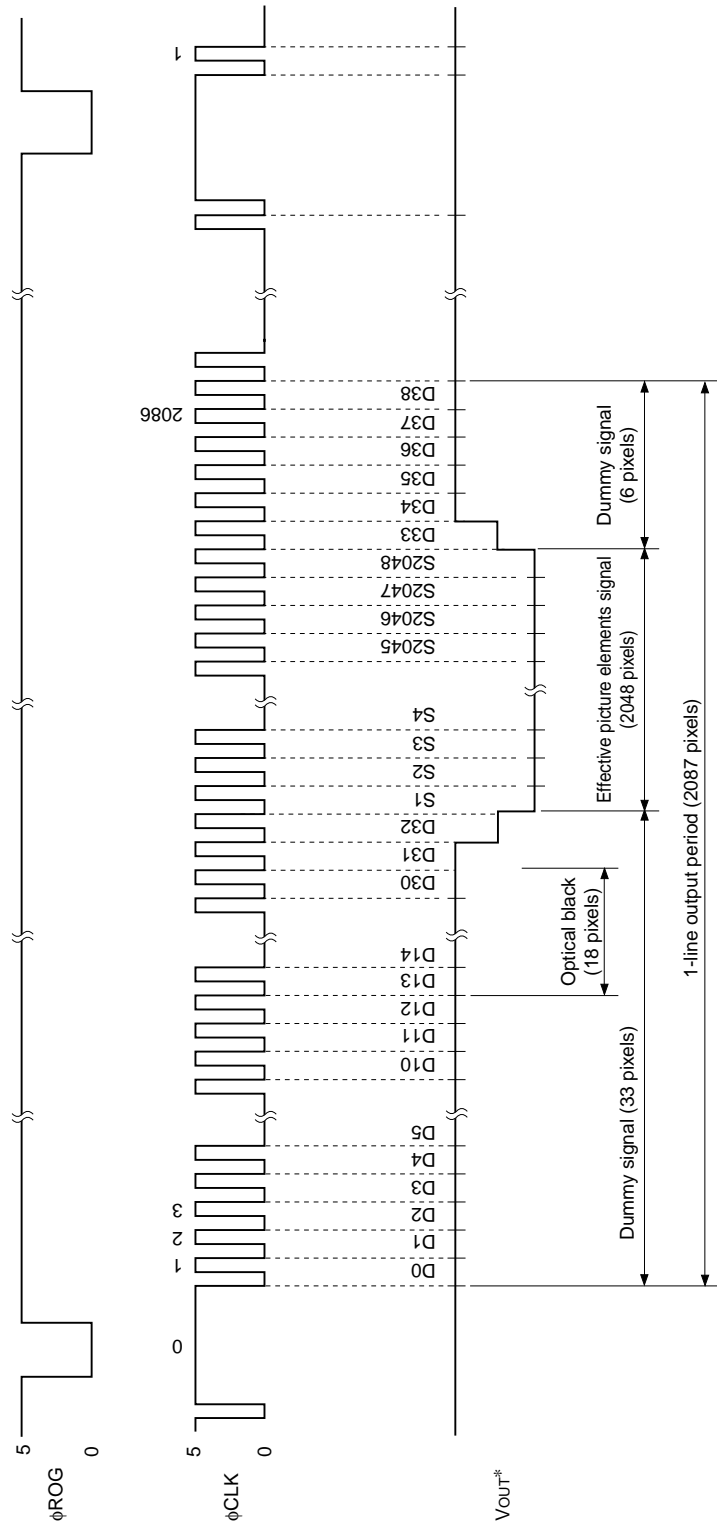 5
φROG
0
5
φCLK
0
0
1
2
3
2086
1
VOUT*
D0
D1
D2
D3
D4
D5
D10
D11
D12
D13
D14
D30
D31
D32
S1
S2
S3
S4
S2045
S2046
S2047
S2048
D33
D34
D35
D36
D37
D38
Optical black
(18 pixels)
Dummy signal (33 pixels)
Effective picture elements signal
(2048 pixels)
Dummy signal
(6 pixels)
1-line output period (2087 pixels)